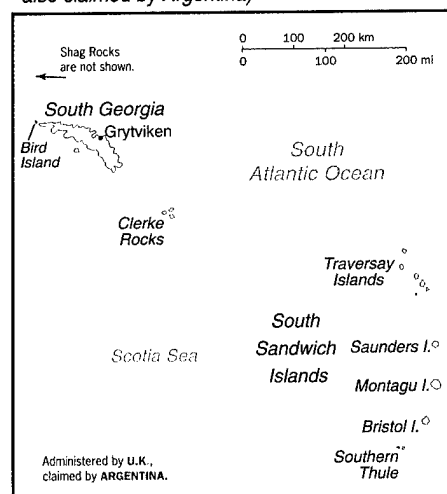 also claimed by Argentina)
Shag Rocks
are not shown.
0 100 200 km
0 100 200 mi
South Georgia
Grytviken
Bird
Island
South
Atlantic Ocean
Clerke
Rocks
Traversay
Islands
South
Sandwich
Islands
Scotia Sea
Saunders I.
Montagu I.
Bristol I.
Southern
Thule
Administered by U.K.,
claimed by ARGENTINA.